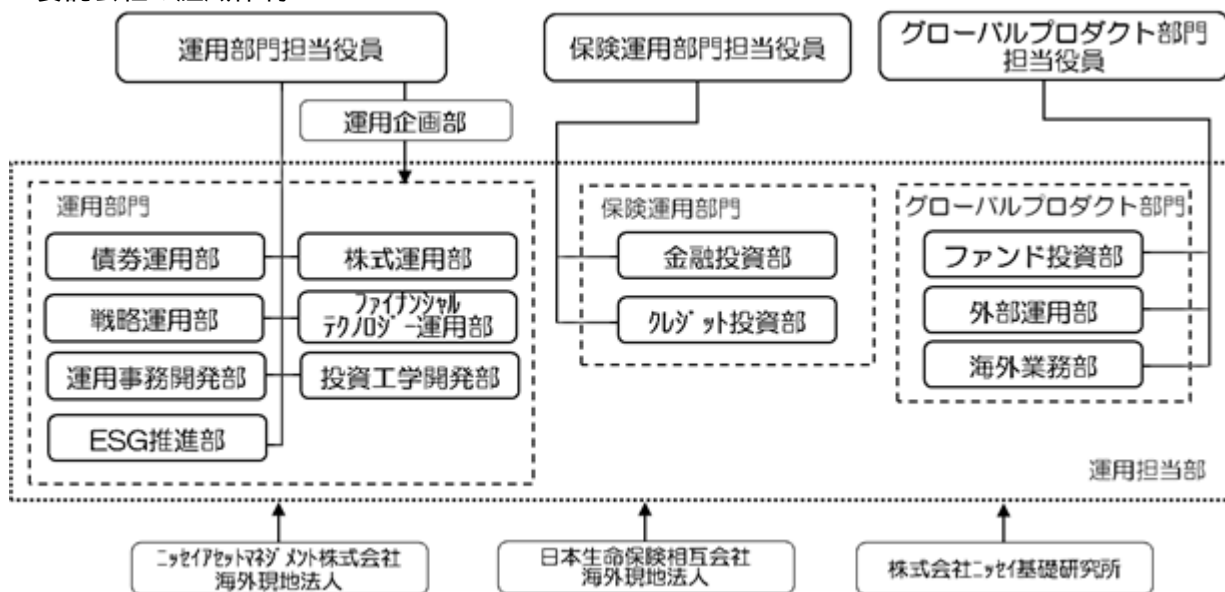 運用部門担当役員
保険運用部門担当役員
グローバルプロダクト部門
担当役員
運用企画部
運用部門
債券運用部
株式運用部
戦略運用部
ファイナンシャル
テクノロジー運用部
運用事務開発部
投資工学開発部
ESG推進部
保険運用部門
金融投資部
クレジット投資部
グローバルプロダクト部門
ファンド投資部
外部運用部
海外業務部
運用担当部
ニッセイアセットマネジメント株式会社
海外現地法人
日本生命保険相互会社
海外現地法人
株式会社ニッセイ基礎研究所